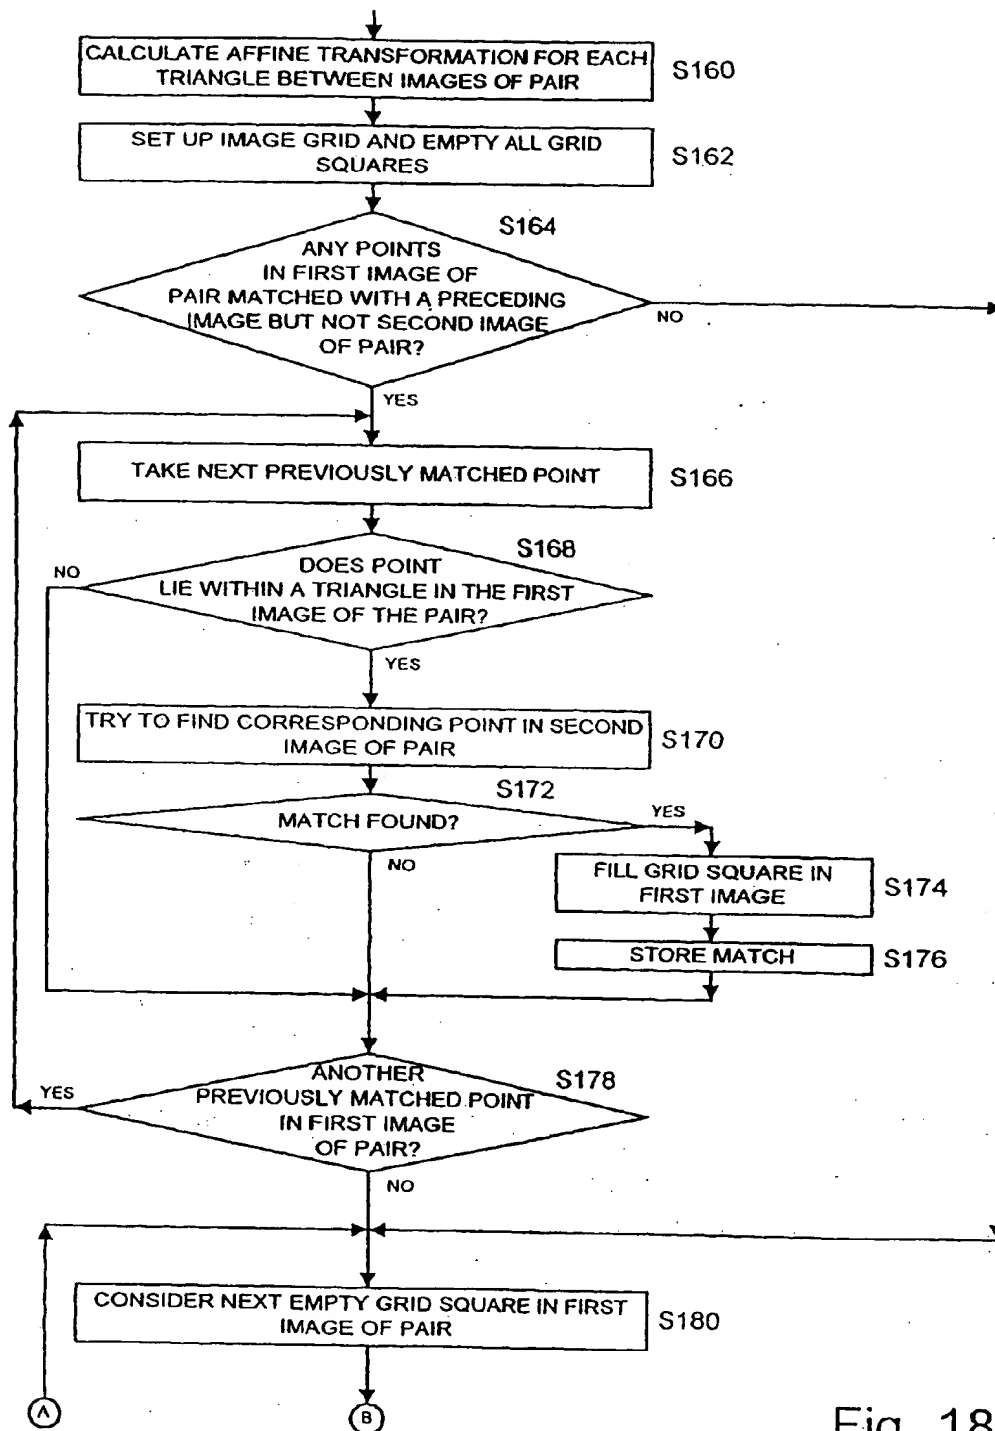 CALCULATE AFFINE TRANSFORMATION FOR EACH
TRIANGLE BETWEEN IMAGES OF PAIR
S160
SET UP IMAGE GRID AND EMPTY ALL GRID
SQUARES
S162
S164
ANY POINTS
IN FIRST IMAGE OF
PAIR MATCHED WITH A PRECEDING
IMAGE BUT NOT SECOND IMAGE
OF PAIR?
NO
YES
TAKE NEXT PREVIOUSLY MATCHED POINT
S166
S168
DOES POINT
LIE WITHIN A TRIANGLE IN THE FIRST
IMAGE OF THE PAIR?
NO
YES
TRY TO FIND CORRESPONDING POINT IN SECOND
IMAGE OF PAIR
S170
S172
MATCH FOUND?
YES
NO
FILL GRID SQUARE IN
FIRST IMAGE
S174
STORE MATCH
S176
S178
ANOTHER
PREVIOUSLY MATCHED POINT
IN FIRST IMAGE
OF PAIR?
YES
NO
CONSIDER NEXT EMPTY GRID SQUARE IN FIRST
IMAGE OF PAIR
S180
A
B
Fig. 18